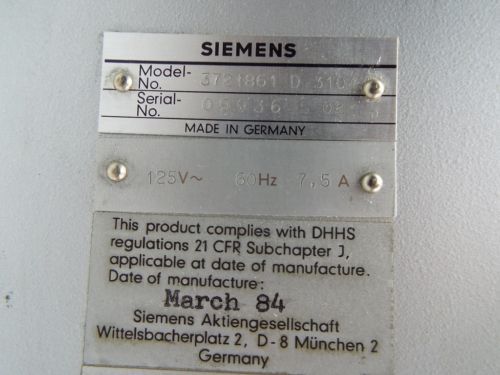 SIEMENS
Model-
No. 3721861 D
Serial-
No.
MADE IN GERMANY
125V~ 60Hz 7,5 A
This product complies with DHHS
regulations 21 CFR Subchapter J,
applicable at date of manufacture.
Date of manufacture:
March 84
Siemens Aktiengesellschaft
Wittelsbacherplatz 2, D-8 München 2
Germany